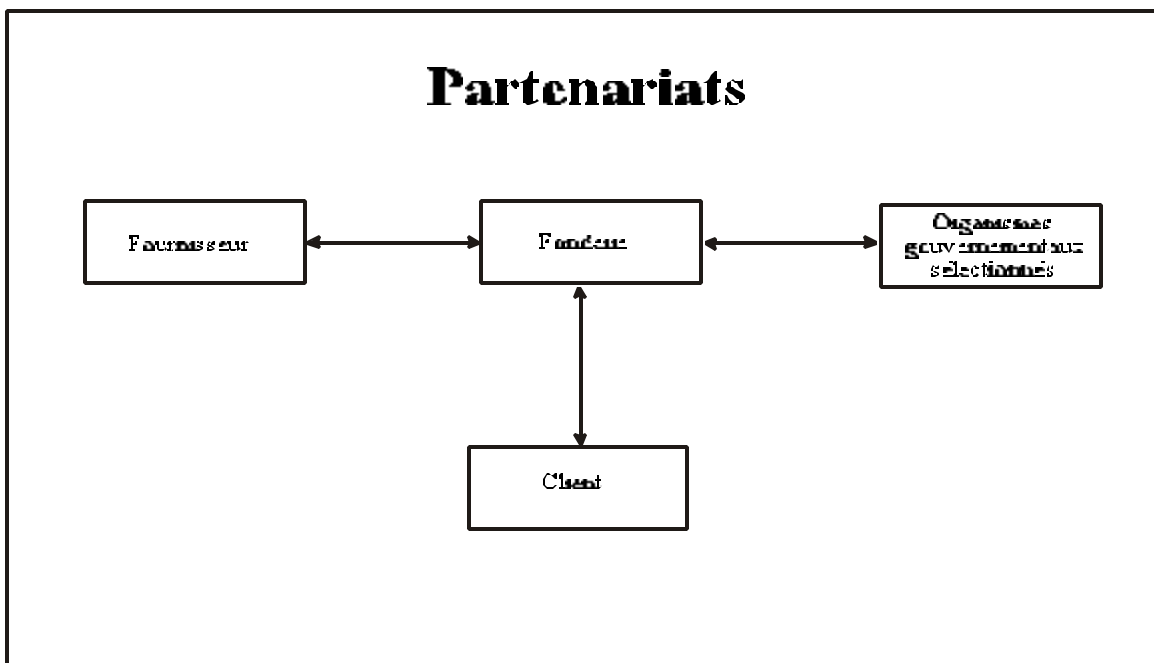 Partenariats
Fournisseur
Fondeur
Organismes
gouvernementaux
sélectionnés
Client